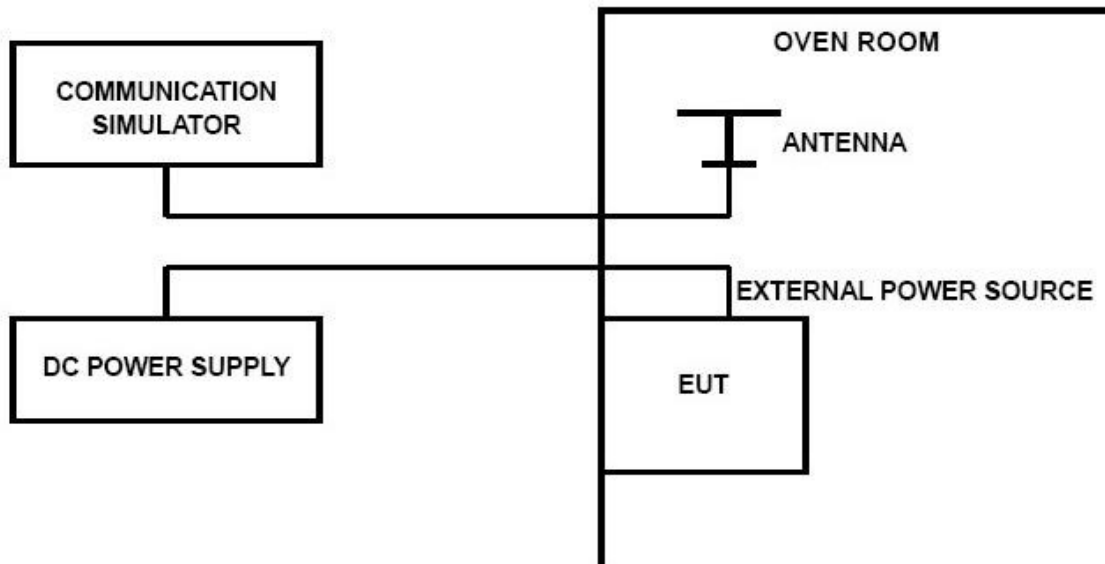 OVEN ROOM
COMMUNICATION
SIMULATOR
ANTENNA
EXTERNAL POWER SOURCE
DC POWER SUPPLY
EUT